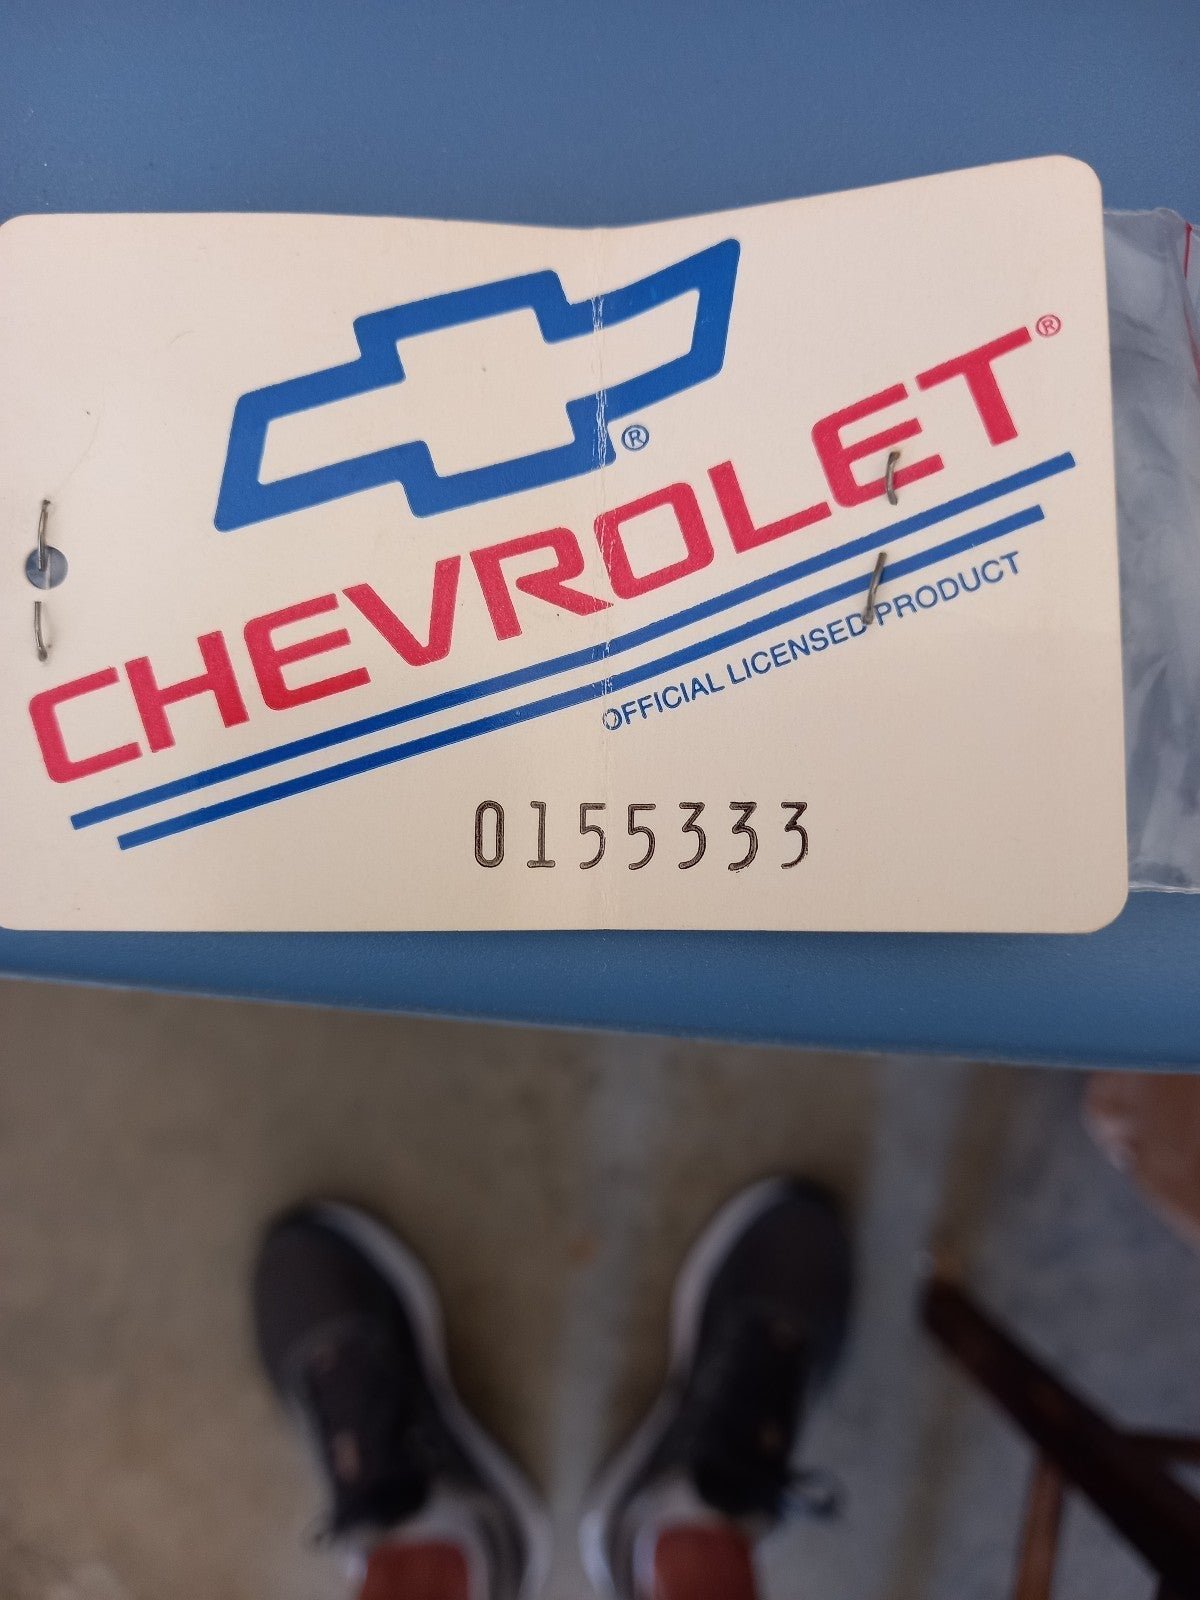 ®
CHEVROLET®
OFFICIAL LICENSED PRODUCT
0155333